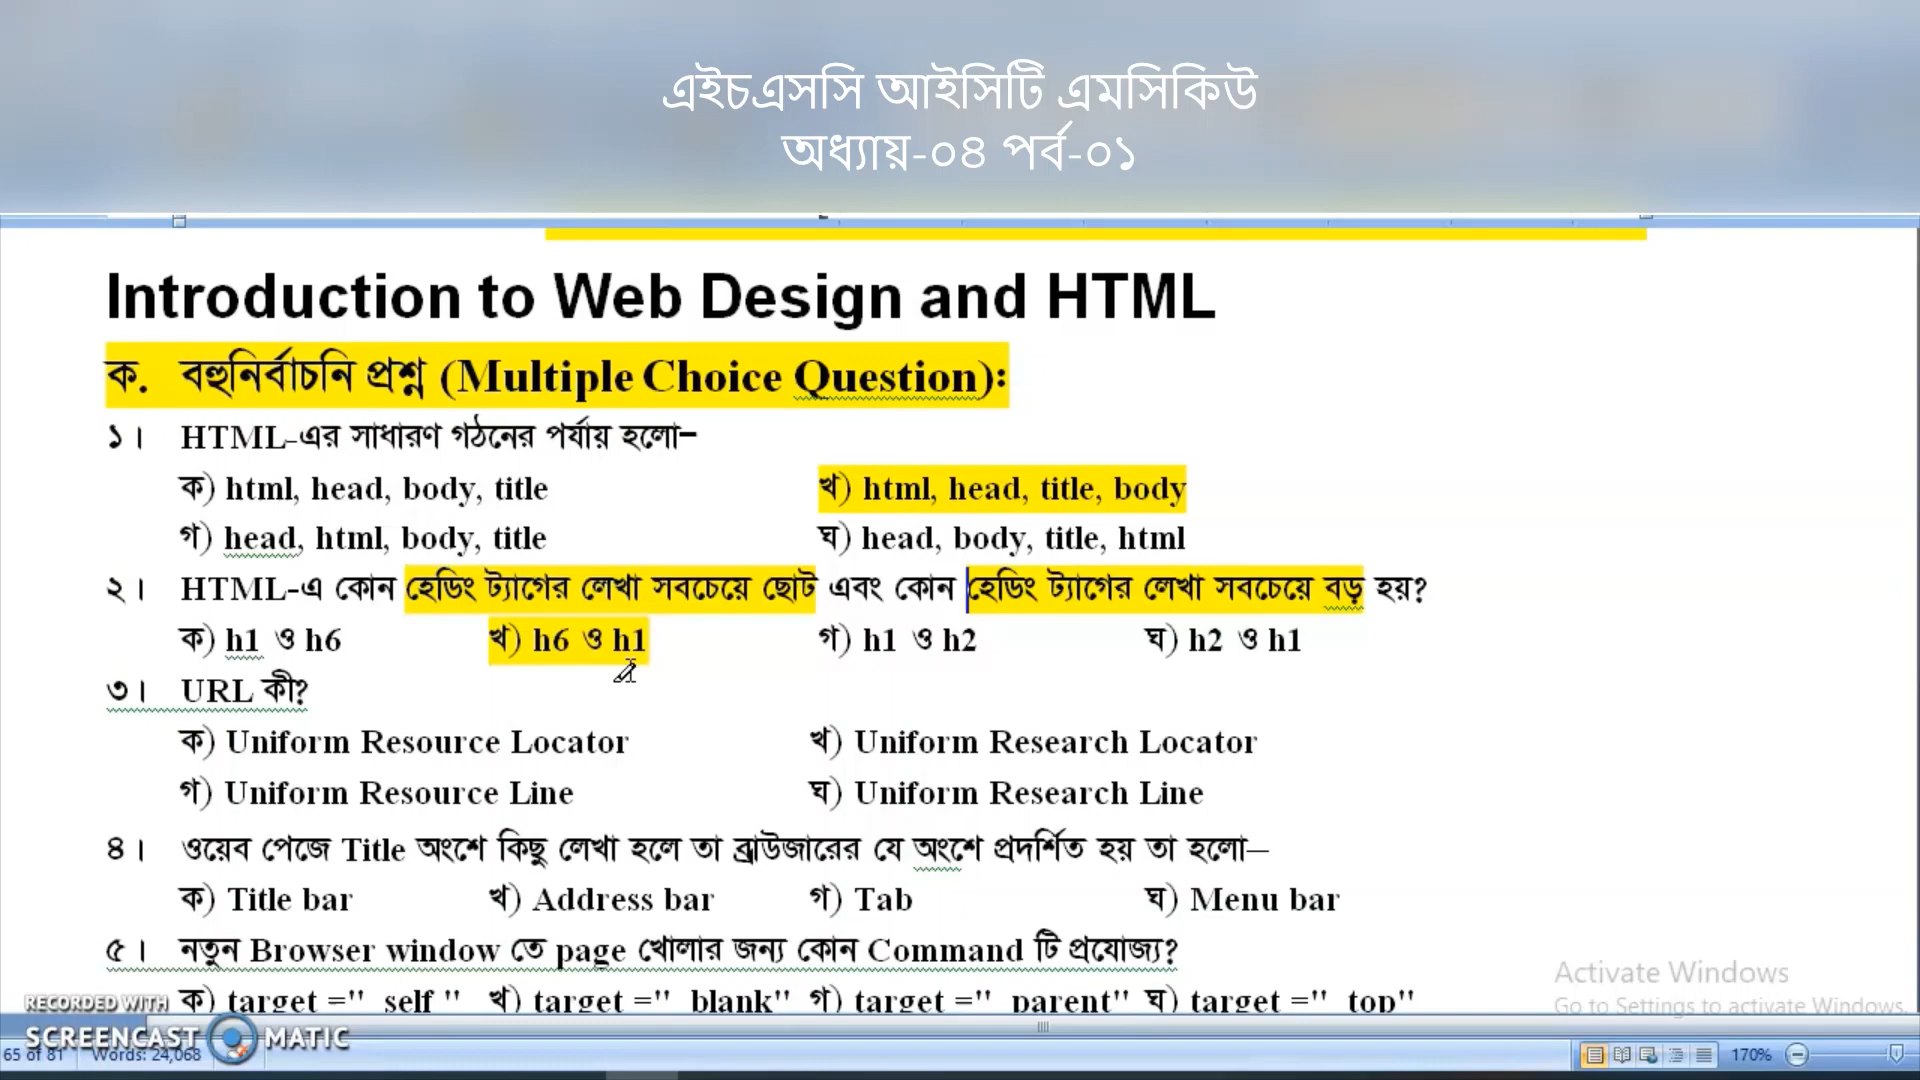 এইচএসসি আইসিটি এমসিকিউ
অধ্যায়-০৪ পর্ব-০১
Introduction to Web Design and HTML
ক. বহুনির্বাচনি প্রশ্ন (Multiple Choice Question):
১। HTML-এর সাধারণ গঠনের পর্যায় হলো–
ক) html, head, body, title খ) html, head, title, body
গ) head, html, body, title ঘ) head, body, title, html
২। HTML-এ কোন হেডিং ট্যাগের লেখা সবচেয়ে ছোট এবং কোন হেডিং ট্যাগের লেখা সবচেয়ে বড় হয়?
ক) h1 ও h6 খ) h6 ও h1 গ) h1 ও h2 ঘ) h2 ও h1
৩। URL কী?
ক) Uniform Resource Locator খ) Uniform Research Locator
গ) Uniform Resource Line ঘ) Uniform Research Line
৪। ওয়েব পেজে Title অংশে কিছু লেখা হলে তা ব্রাউজারের যে অংশে প্রদর্শিত হয় তা হলো—
ক) Title bar খ) Address bar গ) Tab ঘ) Menu bar
৫। নতুন Browser window তে page খোলার জন্য কোন Command টি প্রযোজ্য?
ক) target ="_self " খ) target ="_blank" গ) target ="_parent" ঘ) target ="_top"
Activate Windows
Go to Settings to activate Windows.
RECORDED WITH
SCREENCAST MATIC
65 of 81 Words: 24,068 170%